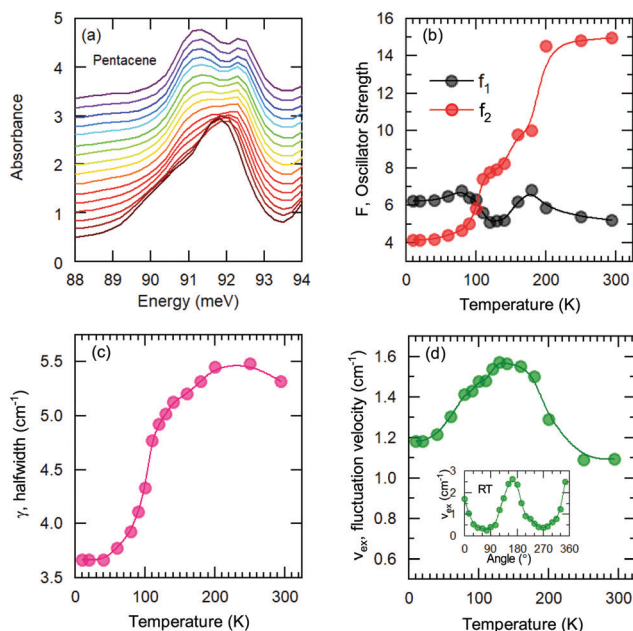 (a)
Pentacene
Absorbance
5
4
3
2
1
0
88 89 90 91 92 93 94
Energy (meV)
(b)
f1
f2
F, Oscillator Strength
16
14
12
10
8
6
4
0 100 200 300
Temperature (K)
(c)
γ, halfwidth (cm-1)
5.5
5.0
4.5
4.0
3.5
0 100 200 300
Temperature (K)
(d)
νex, fluctuation velocity (cm-1)
1.6
1.4
1.2
1.0
0.8
0.6
RT
νex (cm-1)
3
2
1
0
0 90 180 270 360
Angle (°)
0 100 200 300
Temperature (K)